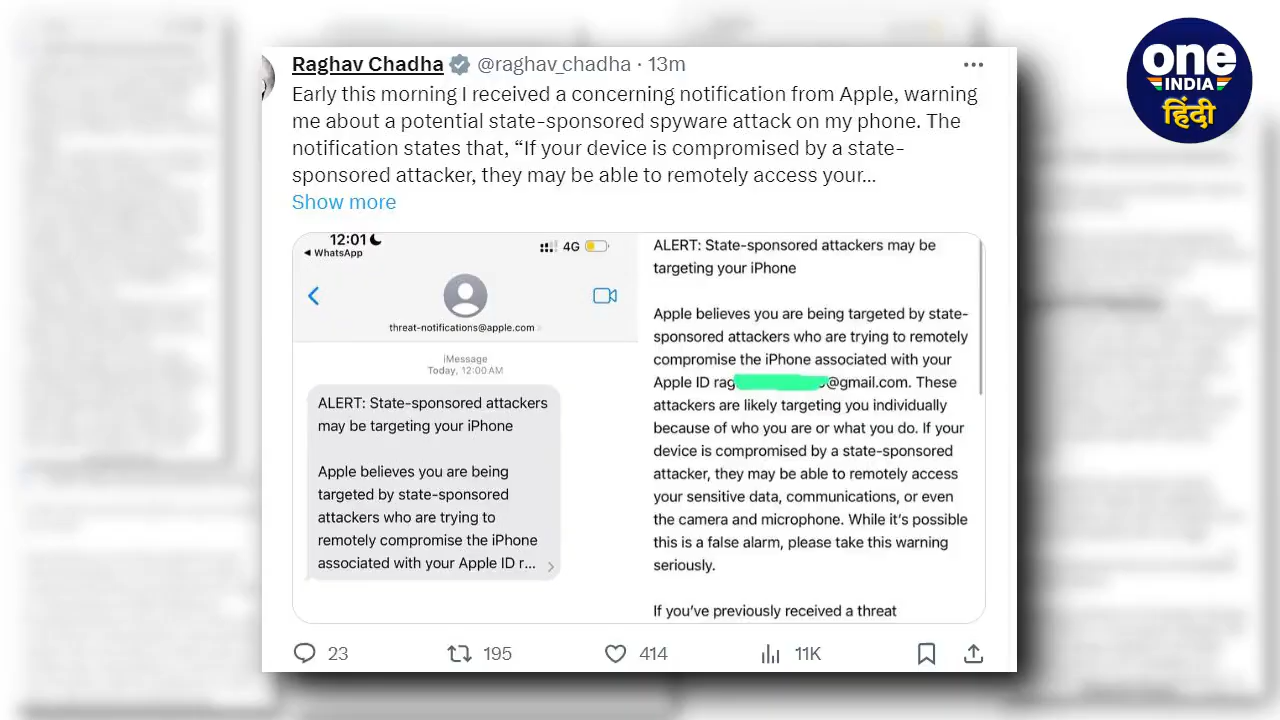 one
INDIA
हिंदी
Raghav Chadha @raghav_chadha · 13m
Early this morning I received a concerning notification from Apple, warning
me about a potential state-sponsored spyware attack on my phone. The
notification states that, “If your device is compromised by a state-
sponsored attacker, they may be able to remotely access your...
Show more
12:01
4G
◄ WhatsApp
threat-notifications@apple.com
iMessage
Today, 12:00 AM
ALERT: State-sponsored attackers
may be targeting your iPhone
Apple believes you are being
targeted by state-sponsored
attackers who are trying to
remotely compromise the iPhone
associated with your Apple ID r...
ALERT: State-sponsored attackers may be
targeting your iPhone
Apple believes you are being targeted by state-
sponsored attackers who are trying to remotely
compromise the iPhone associated with your
Apple ID rag @gmail.com. These
attackers are likely targeting you individually
because of who you are or what you do. If your
device is compromised by a state-sponsored
attacker, they may be able to remotely access
your sensitive data, communications, or even
the camera and microphone. While it's possible
this is a false alarm, please take this warning
seriously.
If you've previously received a threat
23 195 414 11K